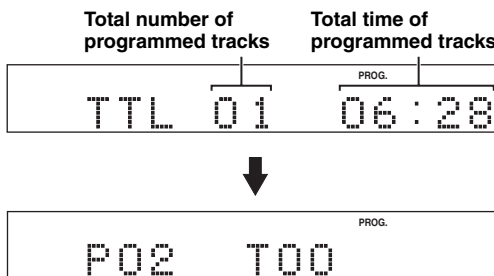 Total number of programmed tracks
Total time of programmed tracks
PROG.
TTL 01 06:28
PROG.
P02 T00